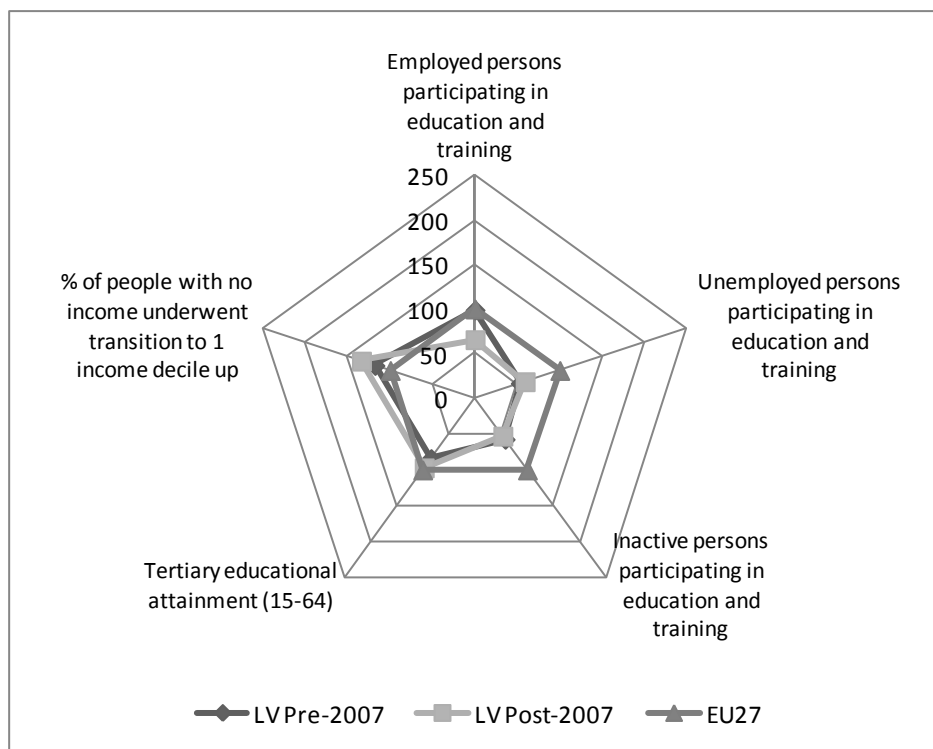 Employed persons
participating in
education and
training
250
200
150
100
50
0
% of people with no
income underwent
transition to 1
income decile up
Unemployed persons
participating in
education and
training
Tertiary educational
attainment (15-64)
Inactive persons
participating in
education and
training
LV Pre-2007 LV Post-2007 EU27